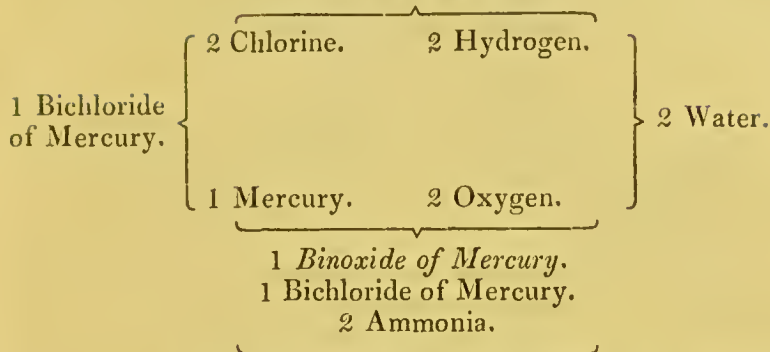 2 Chlorine. 2 Hydrogen.
1 Bichloride
of Mercury.
2 Water.
1 Mercury. 2 Oxygen.
1 Binoxide of Mercury.
1 Bichloride of Mercury.
2 Ammonia.